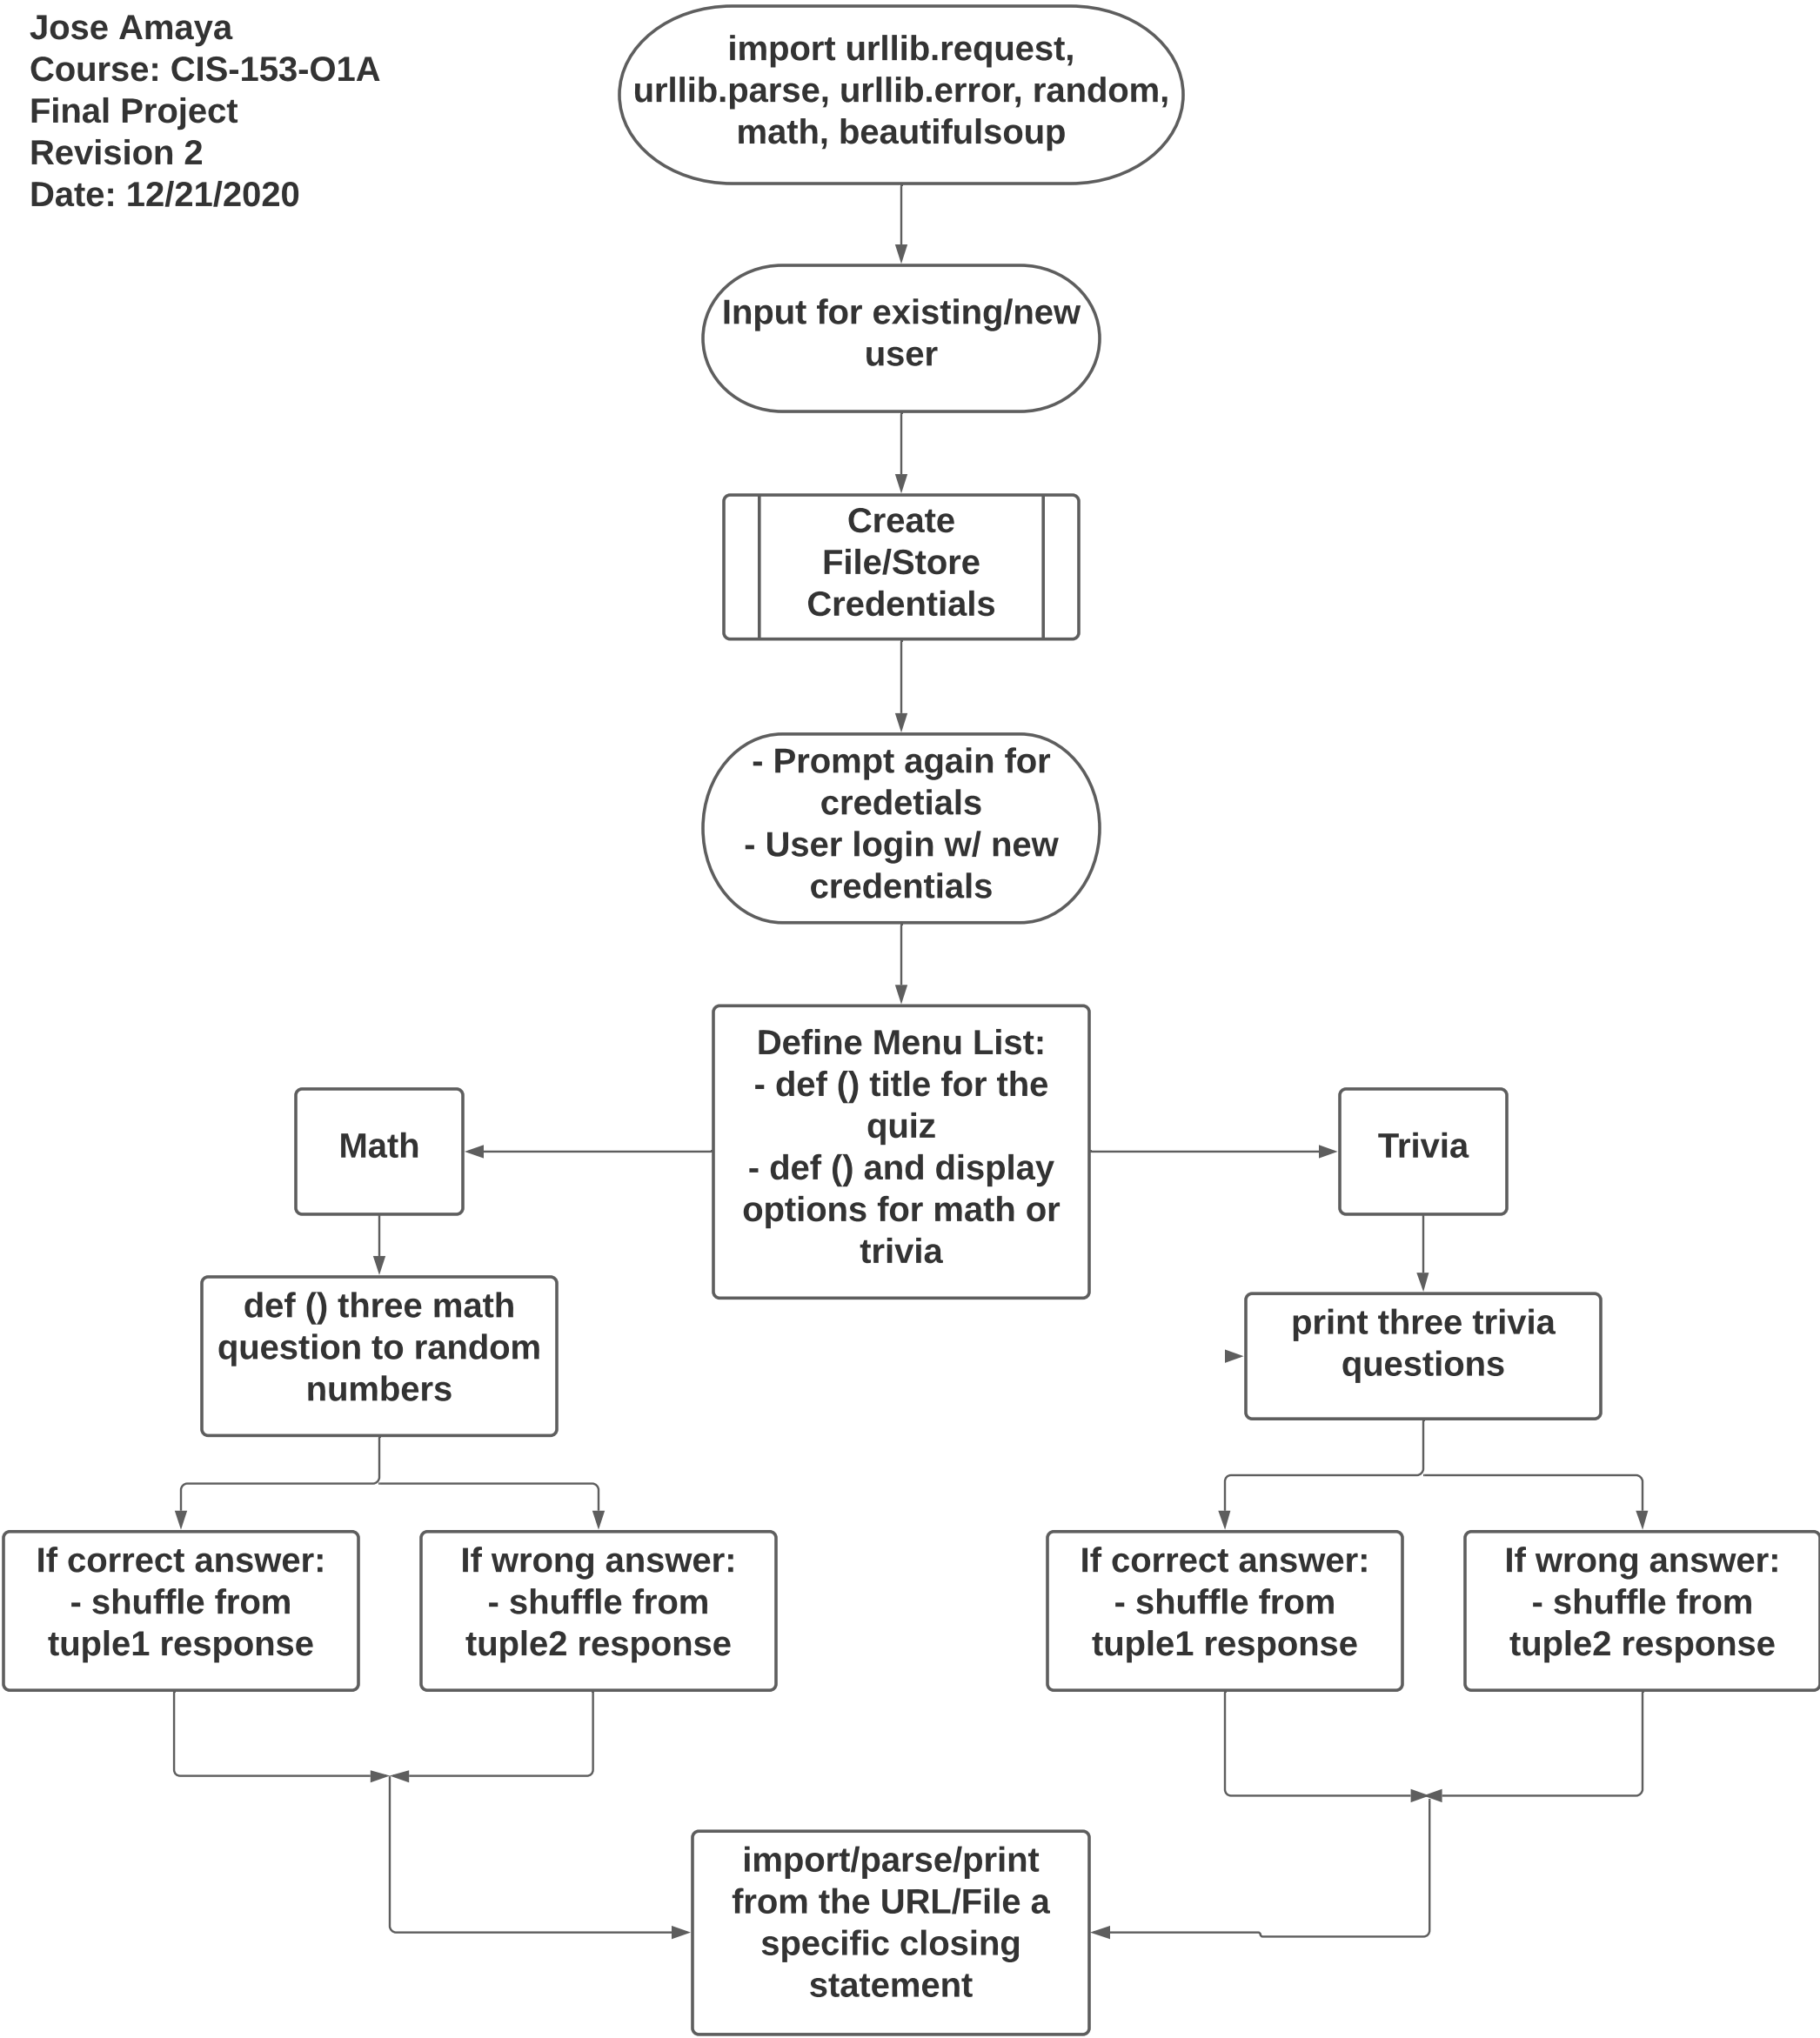 Jose Amaya
Course: CIS-153-O1A
Final Project
Revision 2
Date: 12/21/2020
import urllib.request,
urllib.parse, urllib.error, random,
math, beautifulsoup
Input for existing/new
user
Create
File/Store
Credentials
- Prompt again for
credetials
- User login w/ new
credentials
Define Menu List:
- def () title for the
quiz
- def () and display
options for math or
trivia
Math
Trivia
def () three math
question to random
numbers
print three trivia
questions
If correct answer:
- shuffle from
tuple1 response
If wrong answer:
- shuffle from
tuple2 response
If correct answer:
- shuffle from
tuple1 response
If wrong answer:
- shuffle from
tuple2 response
import/parse/print
from the URL/File a
specific closing
statement